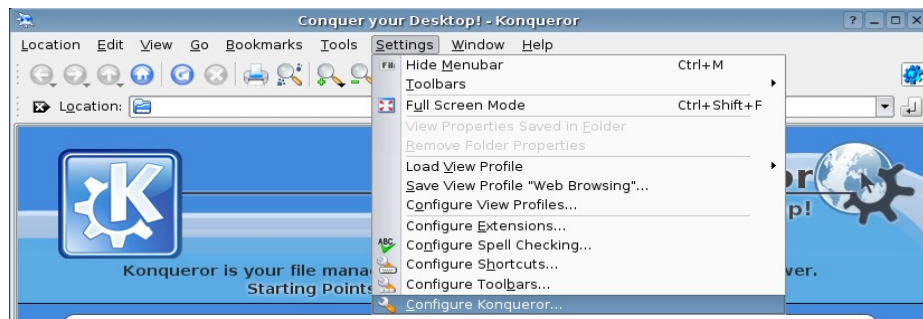 Conquer your Desktop! - Konqueror
Location Edit View Go Bookmarks Tools Settings Window Help
Hide Menubar Ctrl+M
Toolbars
Location:
Full Screen Mode Ctrl+Shift+F
View Properties Saved in Folder
Remove Folder Properties
Load View Profile
Save View Profile "Web Browsing"...
Configure View Profiles...
Configure Extensions...
ABC Configure Spell Checking...
Configure Shortcuts...
Configure Toolbars...
Configure Konqueror...
K
Konqueror is your file
Starting